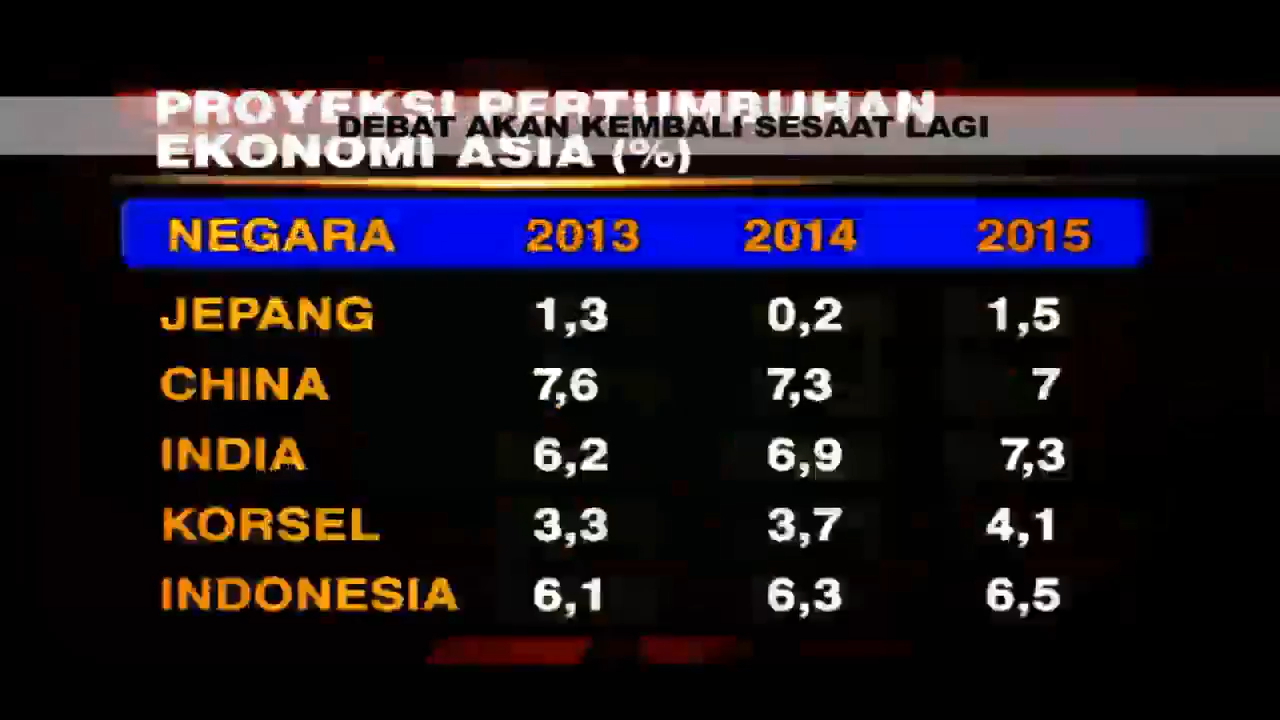 PROYEKSI PERTUMBUHAN
DEBAT AKAN KEMBALI SESAAT LAGI
EKONOMI ASIA (%)
NEGARA 2013 2014 2015
JEPANG 1,3 0,2 1,5
CHINA 7,6 7,3 7
INDIA 6,2 6,9 7,3
KORSEL 3,3 3,7 4,1
INDONESIA 6,1 6,3 6,5